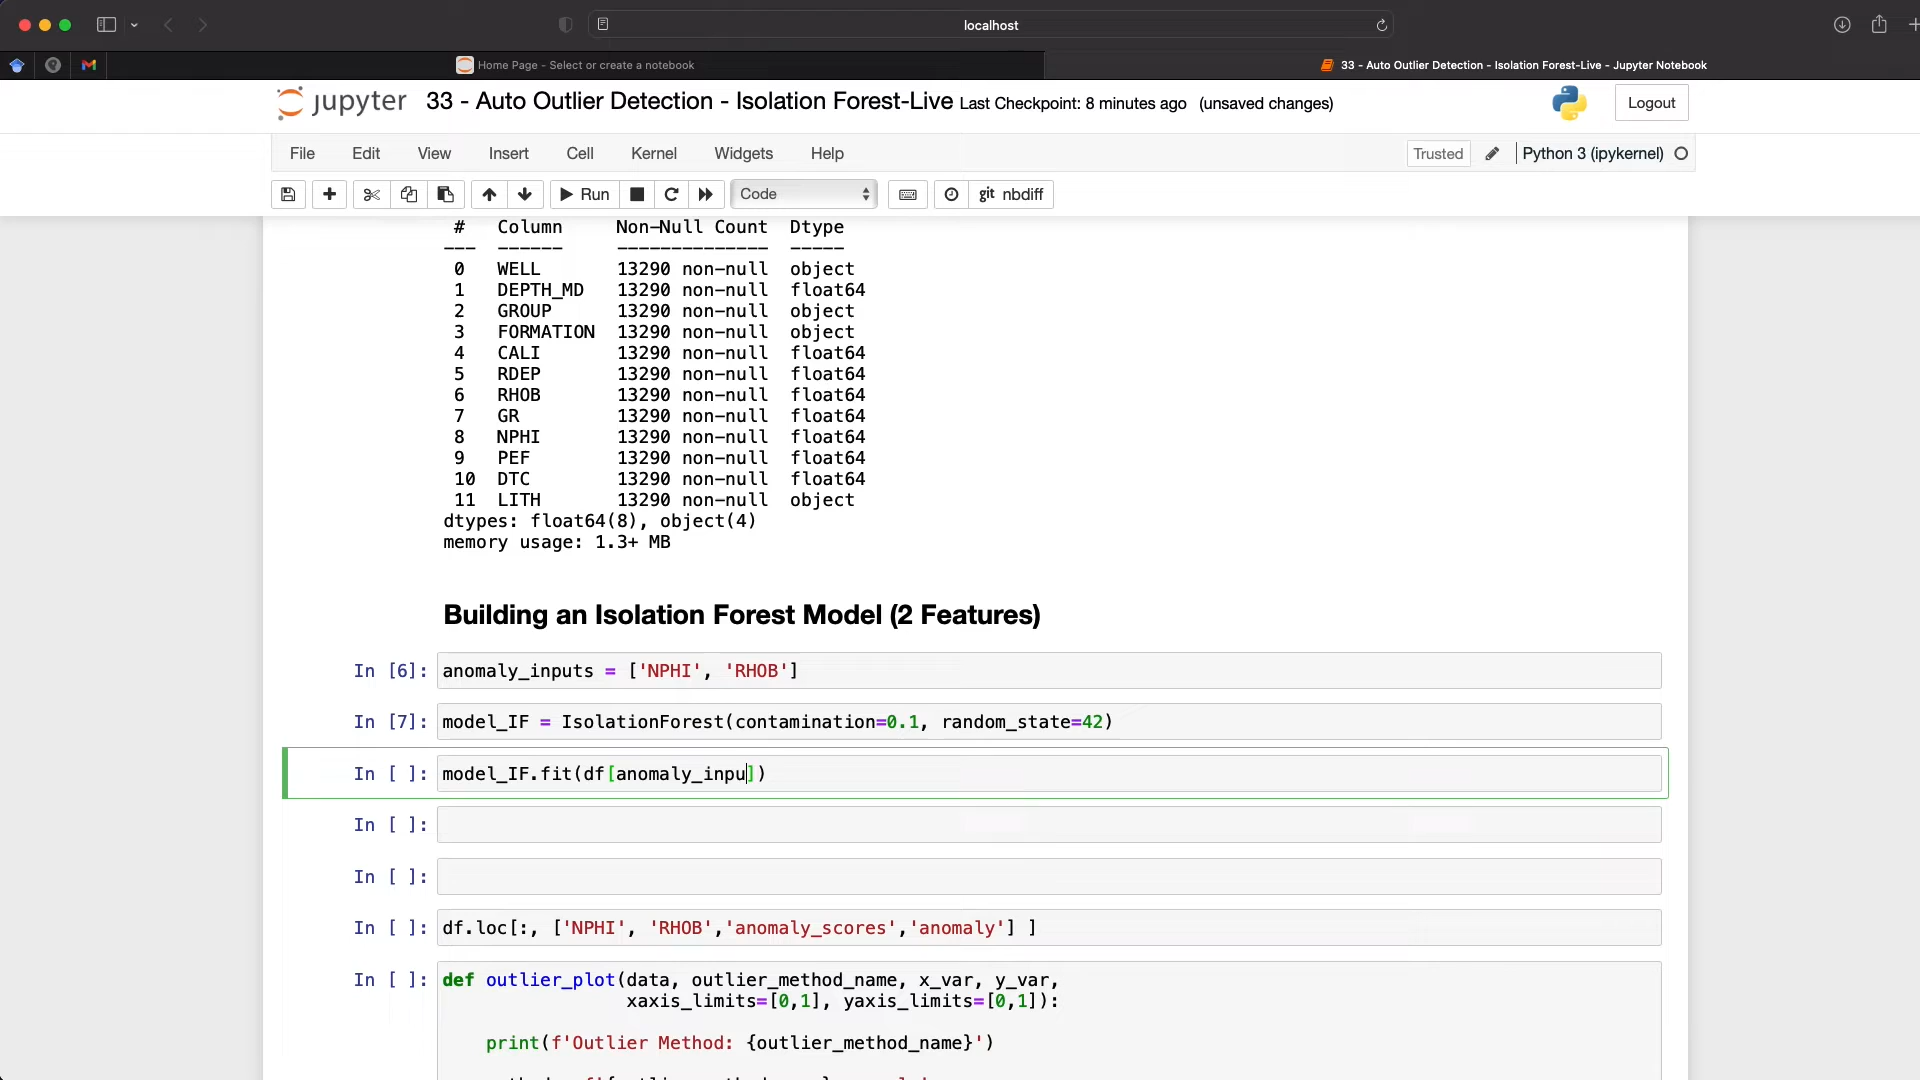 localhost
Home Page - Select or create a notebook
33 - Auto Outlier Detection - Isolation Forest-Live - Jupyter Notebook
jupyter 33 - Auto Outlier Detection - Isolation Forest-Live Last Checkpoint: 8 minutes ago (unsaved changes)
Logout
File Edit View Insert Cell Kernel Widgets Help Trusted Python 3 (ipykernel)
Run Code git nbdiff
# Column Non-Null Count Dtype
--- ------ -------------- -----
0 WELL 13290 non-null object
1 DEPTH_MD 13290 non-null float64
2 GROUP 13290 non-null object
3 FORMATION 13290 non-null object
4 CALI 13290 non-null float64
5 RDEP 13290 non-null float64
6 RHOB 13290 non-null float64
7 GR 13290 non-null float64
8 NPHI 13290 non-null float64
9 PEF 13290 non-null float64
10 DTC 13290 non-null float64
11 LITH 13290 non-null object
dtypes: float64(8), object(4)
memory usage: 1.3+ MB
Building an Isolation Forest Model (2 Features)
In [6]: anomaly_inputs = ['NPHI', 'RHOB']
In [7]: model_IF = IsolationForest(contamination=0.1, random_state=42)
In [ ]: model_IF.fit(df[anomaly_inpu])
In [ ]:
In [ ]:
In [ ]: df.loc[:, ['NPHI', 'RHOB','anomaly_scores','anomaly'] ]
In [ ]: def outlier_plot(data, outlier_method_name, x_var, y_var,
xaxis_limits=[0,1], yaxis_limits=[0,1]):
print(f'Outlier Method: {outlier_method_name}')